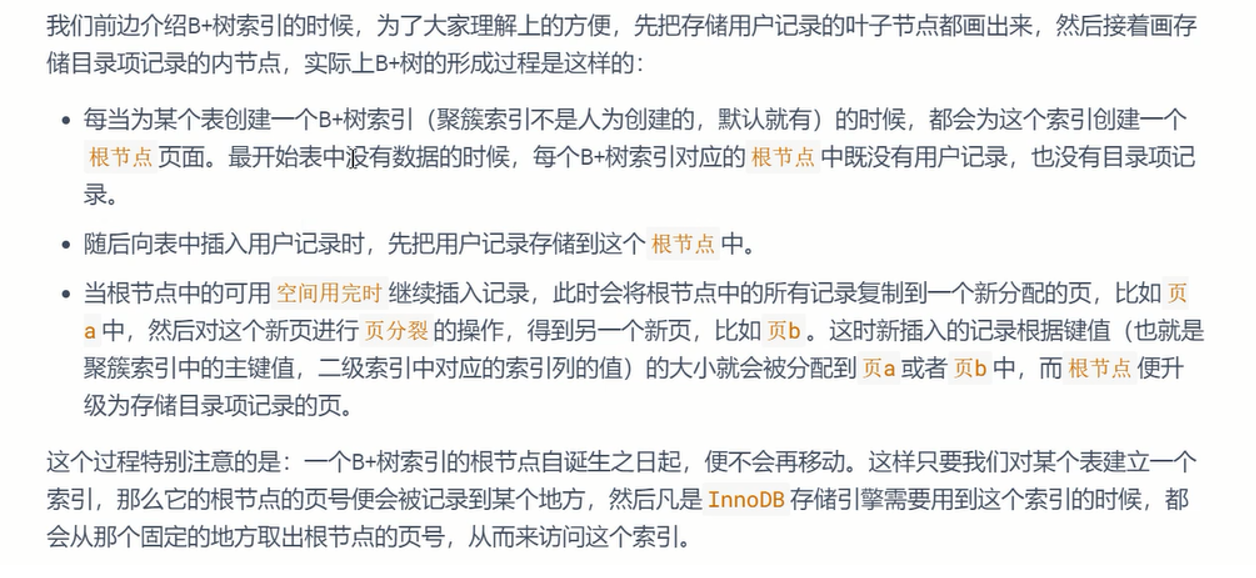 我们前边介绍B+树索引的时候，为了大家理解上的方便，先把存储用户记录的叶子节点都画出来，然后接着画存
储目录项记录的内节点，实际上B+树的形成过程是这样的：
• 每当为某个表创建一个B+树索引（聚簇索引不是人为创建的，默认就有）的时候，都会为这个索引创建一个
根节点页面。最开始表中没有数据的时候，每个B+树索引对应的根节点中既没有用户记录，也没有目录项记
录。
• 随后向表中插入用户记录时，先把用户记录存储到这个根节点中。
• 当根节点中的可用空间用完时继续插入记录，此时会将根节点中的所有记录复制到一个新分配的页，比如页
a中，然后对这个新页进行页分裂的操作，得到另一个新页，比如页b。这时新插入的记录根据键值（也就是
聚簇索引中的主键值，二级索引中对应的索引列的值）的大小就会被分配到页a或者页b中，而根节点便升
级为存储目录项记录的页。
这个过程特别注意的是：一个B+树索引的根节点自诞生之日起，便不会再移动。这样只要我们对某个表建立一个
索引，那么它的根节点的页号便会被记录到某个地方，然后凡是InnoDB存储引擎需要用到这个索引的时候，都
会从那个固定的地方取出根节点的页号，从而来访问这个索引。